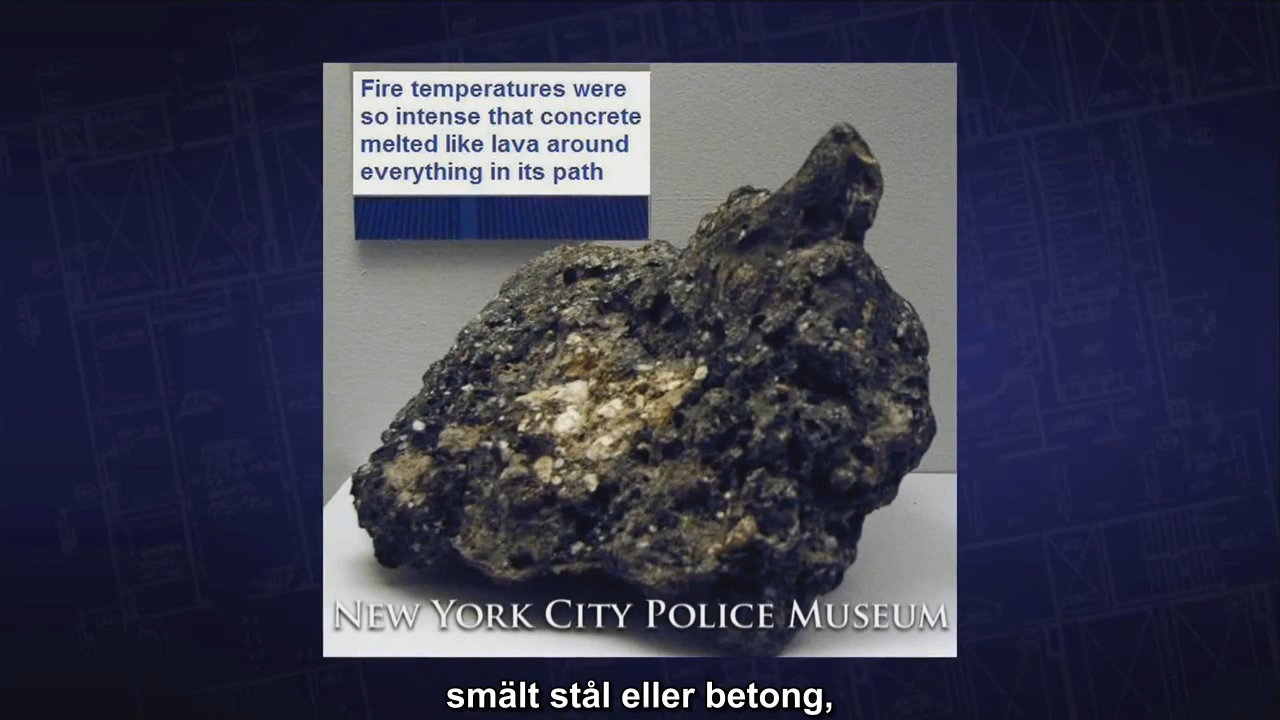 Fire temperatures were
so intense that concrete
melted like lava around
everything in its path
NEW YORK CITY POLICE MUSEUM
smält stål eller betong,